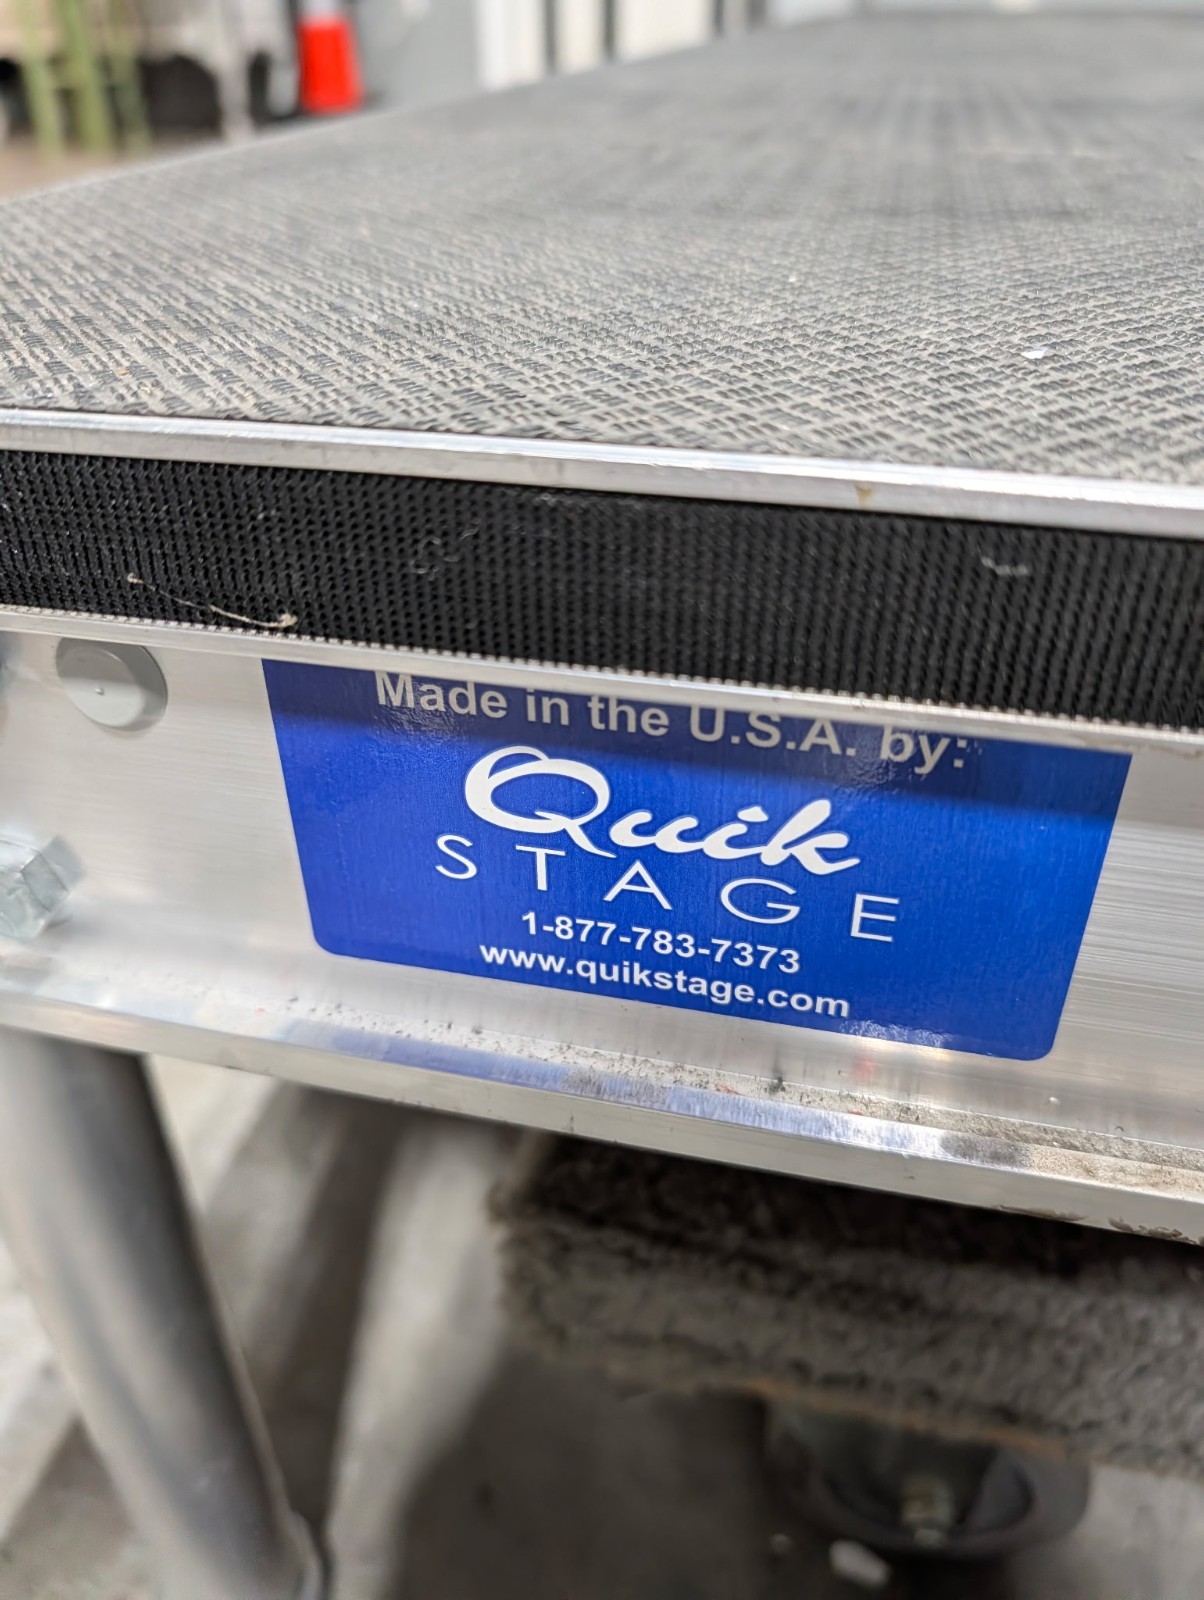 Made in the U.S.A. by:
Quik
STAGE
1-877-783-7373
www.quikstage.com